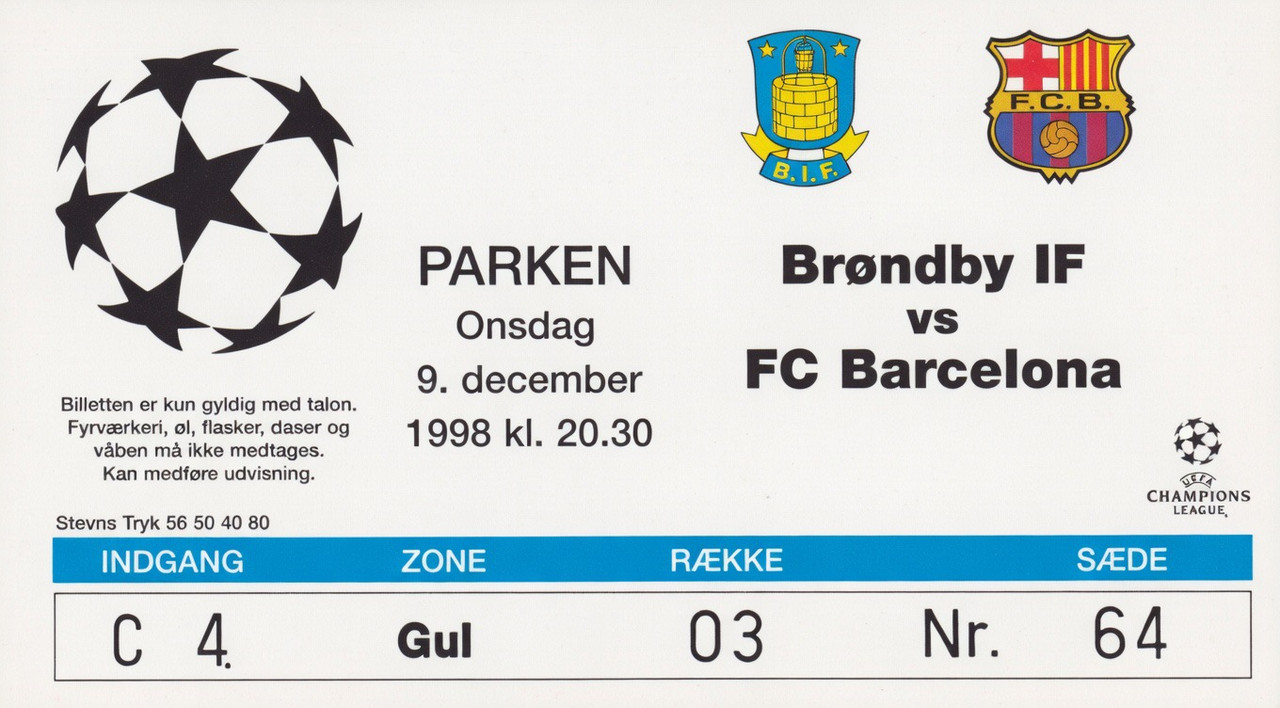 B.I.F.
F.C.B.
PARKEN
Onsdag
9. december
1998 kl. 20.30
Brøndby IF
vs
FC Barcelona
Billetten er kun gyldig med talon.
Fyrværkeri, øl, flasker, daser og
våben må ikke medtages.
Kan medføre udvisning.
UEFA
CHAMPIONS
LEAGUE
Stevns Tryk 56 50 40 80
INDGANG ZONE RÆKKE SÆDE
C 4. Gul 03 Nr. 64